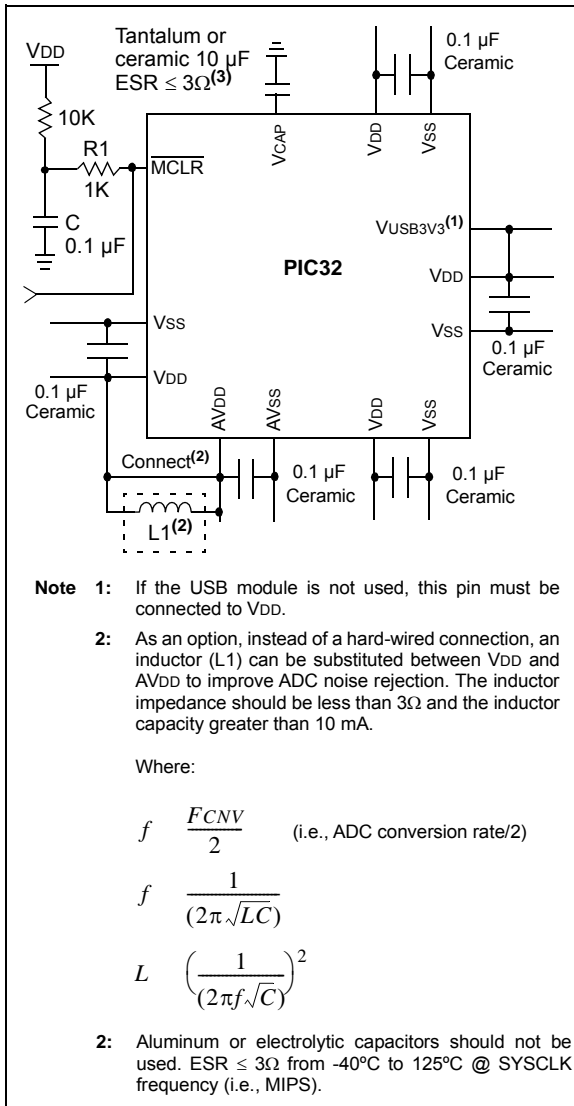 VDD
Tantalum or
ceramic 10 µF
ESR ≤ 3Ω(3)
0.1 µF
Ceramic
10K
R1
1K
MCLR
C
0.1 µF
VCAP
VDD
VSS
VUSB3V3(1)
PIC32
VDD
VSS
0.1 µF
Ceramic
VSS
VDD
0.1 µF
Ceramic
AVDD
AVSS
VDD
VSS
Connect(2)
0.1 µF
Ceramic
0.1 µF
Ceramic
L1(2)
Note 1: If the USB module is not used, this pin must be
connected to VDD.
2: As an option, instead of a hard-wired connection, an
inductor (L1) can be substituted between VDD and
AVDD to improve ADC noise rejection. The inductor
impedance should be less than 3Ω and the inductor
capacity greater than 10 mA.
Where:
f FCNV/2 (i.e., ADC conversion rate/2)
f 1/(2π√LC)
L (1/(2πf√C))²
2: Aluminum or electrolytic capacitors should not be
used. ESR ≤ 3Ω from -40ºC to 125ºC @ SYSCLK
frequency (i.e., MIPS).